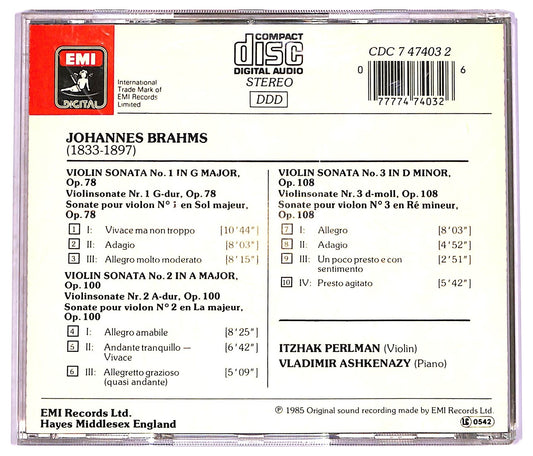 EMI
DIGITAL
International
Trade Mark of
EMI Records
Limited
COMPACT
disc
DIGITAL AUDIO
STEREO
DDD
CDC 7 47403 2
0 6
77774 74032
JOHANNES BRAHMS
(1833-1897)
VIOLIN SONATA No. 1 IN G MAJOR,
Op. 78
Violinsonate Nr. 1 G-dur, Op. 78
Sonate pour violon Nº 1 en Sol majeur,
Op. 78
1 I: Vivace ma non troppo [10'44"]
2 II: Adagio [8'03"]
3 III: Allegro molto moderato [8'15"]
VIOLIN SONATA No. 2 IN A MAJOR,
Op. 100
Violinsonate Nr. 2 A-dur, Op. 100
Sonate pour violon Nº 2 en La majeur,
Op. 100
4 I: Allegro amabile [8'25"]
5 II: Andante tranquillo — [6'42"]
Vivace
6 III: Allegretto grazioso [5'09"]
(quasi andante)
VIOLIN SONATA No. 3 IN D MINOR,
Op. 108
Violinsonate Nr. 3 d-moll, Op. 108
Sonate pour violon Nº 3 en Ré mineur,
Op. 108
7 I: Allegro [8'03"]
8 II: Adagio [4'52"]
9 III: Un poco presto e con [2'51"]
sentimento
10 IV: Presto agitato [5'42"]
ITZHAK PERLMAN (Violin)
VLADIMIR ASHKENAZY (Piano)
EMI Records Ltd.
Hayes Middlesex England
℗ 1985 Original sound recording made by EMI Records Ltd.
LC 0542